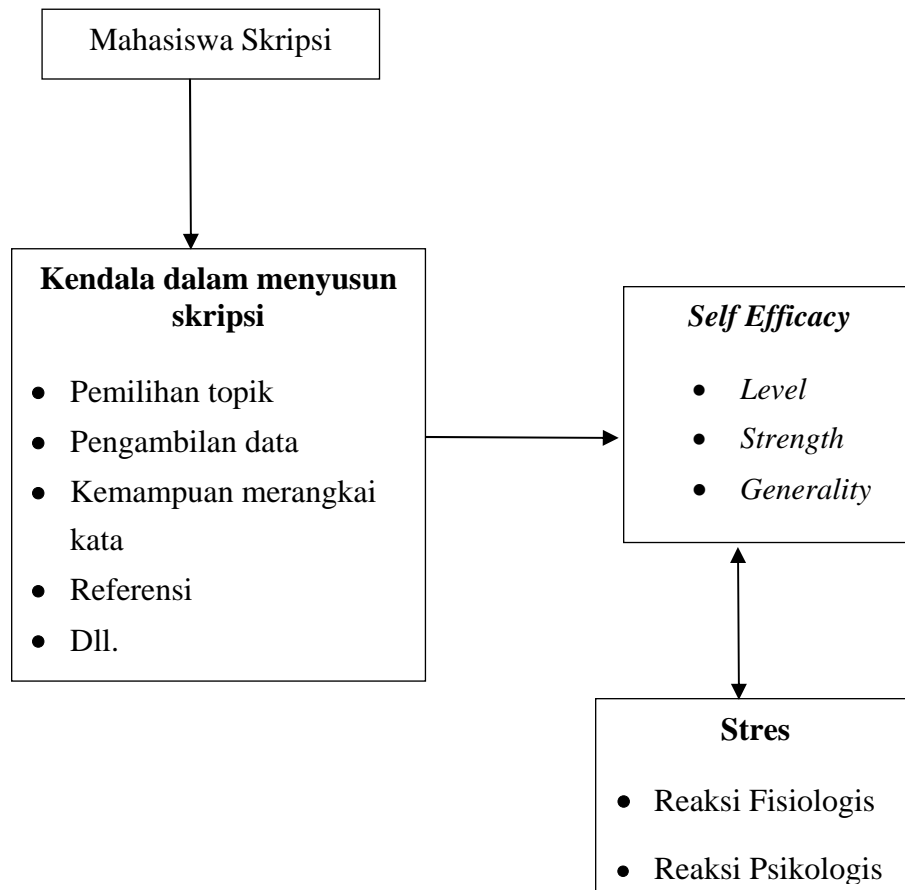 Mahasiswa Skripsi
Kendala dalam menyusun
skripsi
• Pemilihan topik
• Pengambilan data
• Kemampuan merangkai
kata
• Referensi
• Dll.
Self Efficacy
• Level
• Strength
• Generality
Stres
• Reaksi Fisiologis
• Reaksi Psikologis